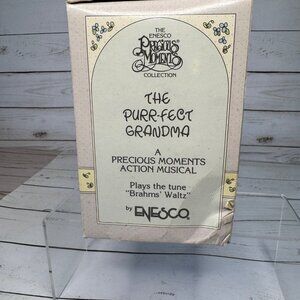 THE
ENESCO
PRECIOUS
MOMENTS
COLLECTION
THE
PURR-FECT
GRANDMA
A
PRECIOUS MOMENTS
ACTION MUSICAL
Plays the tune
"Brahms' Waltz"
by ENESCO